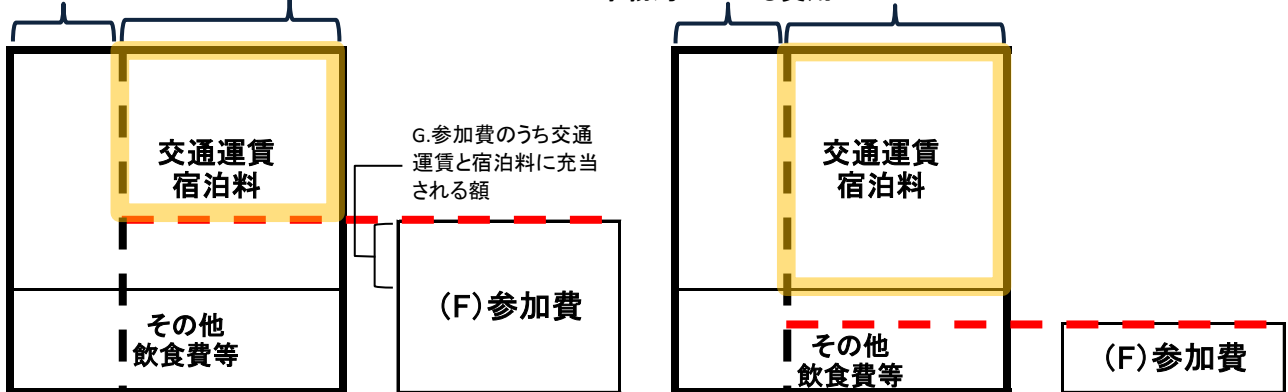 交通運賃
宿泊料
G.参加費のうち交通
運賃と宿泊料に充当
される額
(F)参加費
その他
飲食費等
交通運賃
宿泊料
その他
飲食費等
(F)参加費